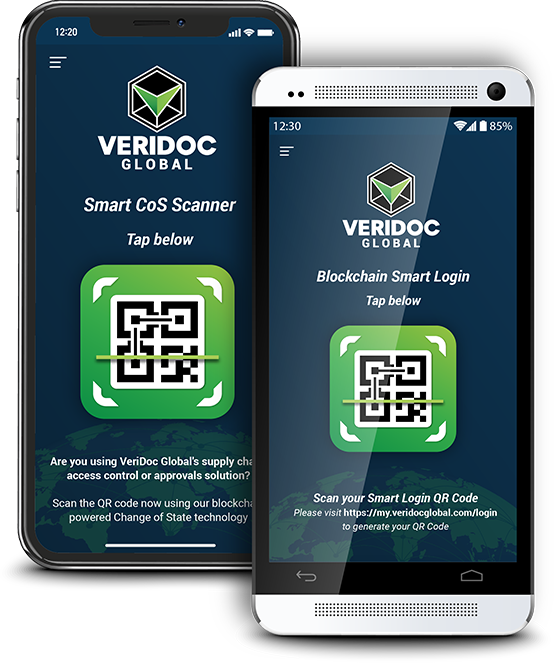 12:20
VERIDOC
GLOBAL
Smart CoS Scanner
Tap below
Are you using VeriDoc Global's supply
access control or approvals solution?
Scan the QR code now using our
powered Change of State technology
12:30
85%
VERIDOC
GLOBAL
Blockchain Smart Login
Tap below
Scan your Smart Login QR Code
Please visit https://my.veridocglobal.com/login
to generate your QR Code